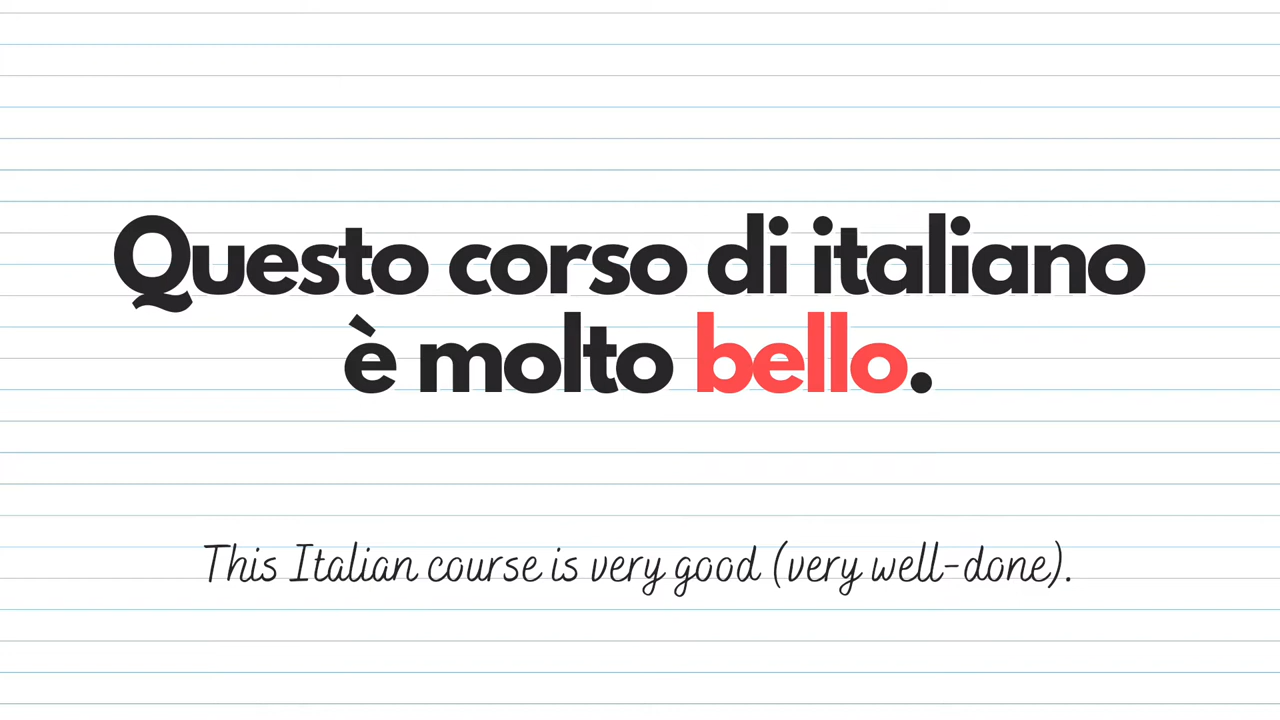 Questo corso di italiano
è molto bello.
This Italian course is very good (very well-done).